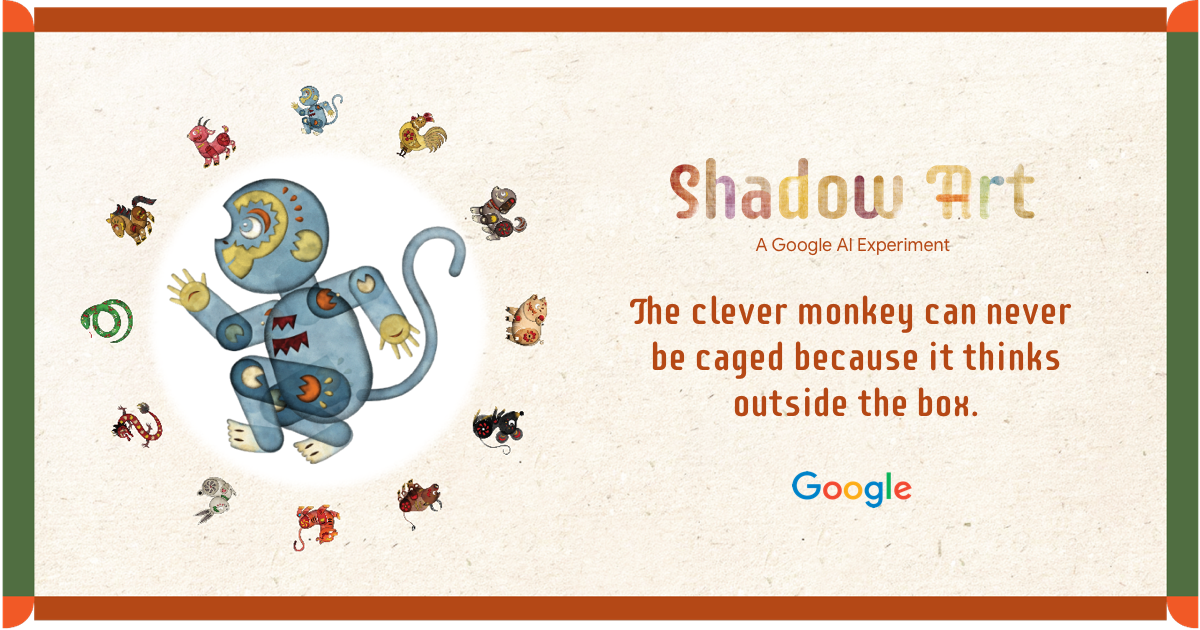 Shadow Art
A Google AI Experiment
The clever monkey can never
be caged because it thinks
outside the box.
Google